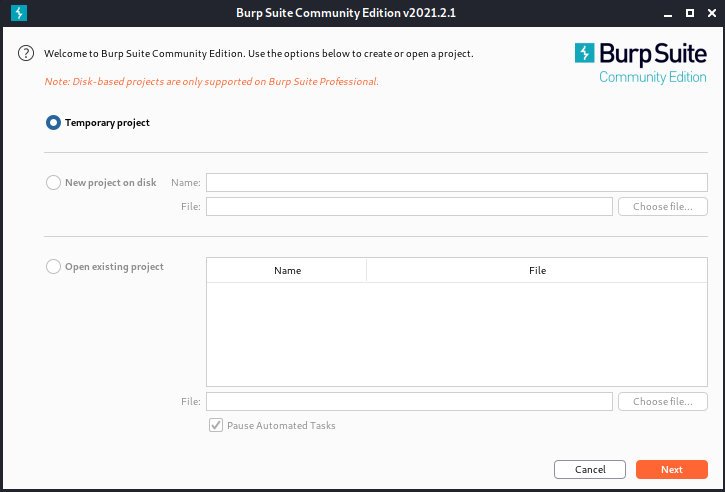 Burp Suite Community Edition v2021.2.1
? Welcome to Burp Suite Community Edition. Use the options below to create or open a project.
Burp Suite
Community Edition
Note: Disk-based projects are only supported on Burp Suite Professional.
Temporary project
New project on disk Name:
File: Choose file...
Open existing project
Name File
File: Choose file...
Pause Automated Tasks
Cancel Next